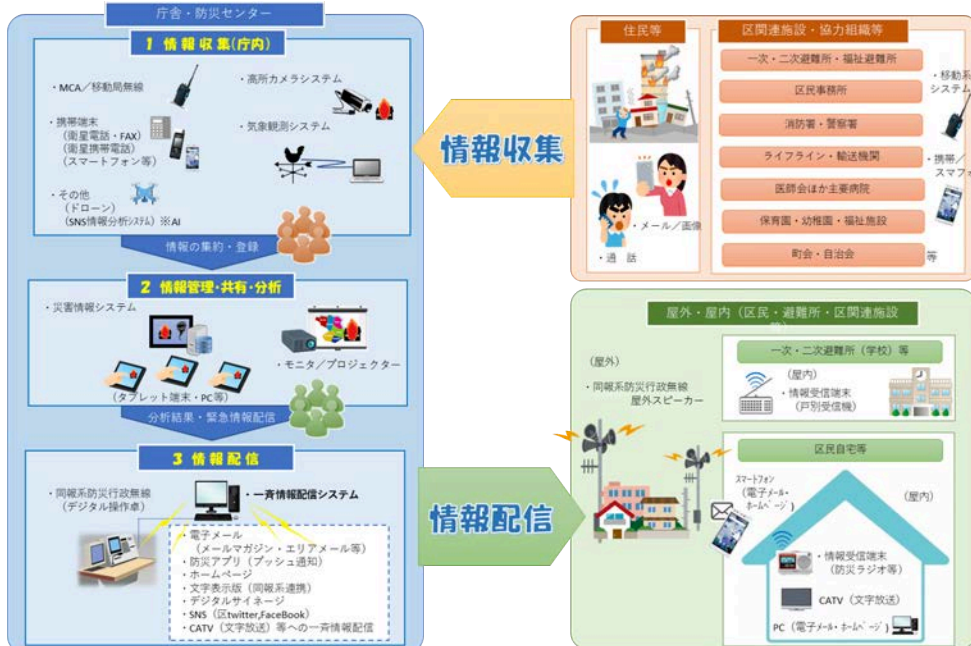 庁舎・防災センター
1 情報収集(庁内)
・MCA／移動局無線
・携帯端末
(衛星電話・FAX)
(衛星携帯電話)
(スマートフォン等)
・その他
(ドローン)
(SNS情報分析システム) ※AI
・高所カメラシステム
・気象観測システム
情報の集約・登録
2 情報管理・共有・分析
・災害情報システム
(タブレット端末・PC等)
・モニタ／プロジェクター
分析結果・緊急情報配信
3 情報配信
・同報系防災行政無線
(デジタル操作卓)
・一斉情報配信システム
・電子メール
(メールマガジン・エリアメール等)
・防災アプリ（プッシュ通知）
・ホームページ
・文字表示版（同報系連携）
・デジタルサイネージ
・SNS（区twitter,FaceBook）
・CATV（文字放送）等への一斉情報配信
情報収集
情報配信
住民等
・メール／画像
・通　話
区関連施設・協力組織等
一次・二次避難所・福祉避難所
区民事務所
消防署・警察署
ライフライン・輸送機関
医師会ほか主要病院
保育園・幼稚園・福祉施設
町会・自治会
等
・移動系
システム
・携帯／
スマフォ
屋外・屋内（区民・避難所・区関連施設
(屋外)
・同報系防災行政無線
屋外スピーカー
一次・二次避難所（学校）等
(屋内)
・情報受信端末
(戸別受信機)
区民自宅等
スマートフォン
(電子メール・
ホームページ)
(屋内)
・情報受信端末
(防災ラジオ等)
CATV（文字放送）
PC（電子メール・ホームページ）